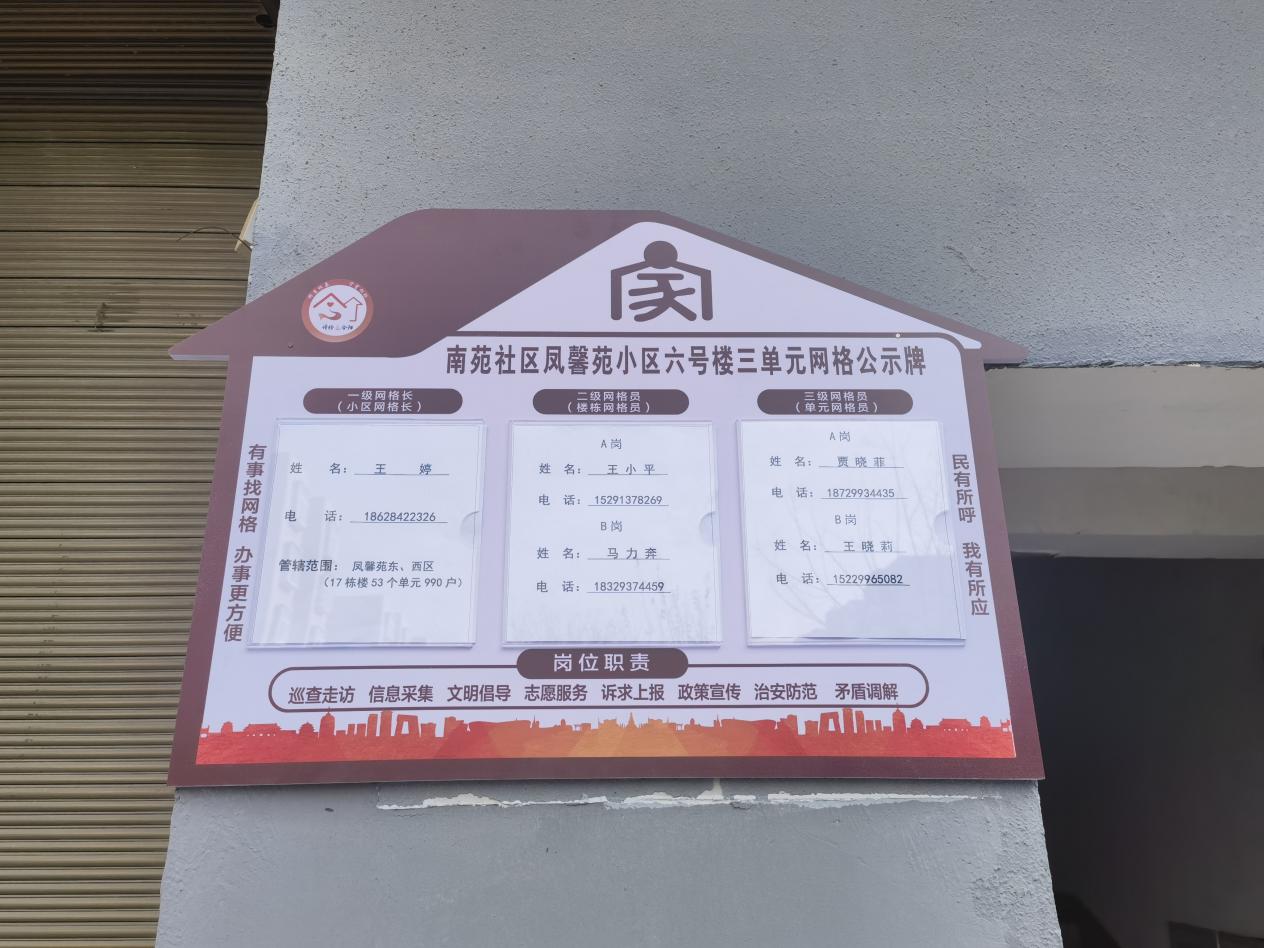 家
南苑社区凤馨苑小区六号楼三单元网格公示牌
有事找网格 办事更方便
一级网格长
（小区网格长）
姓 名： 王 婷
电 话： 18628422326
管辖范围： 凤馨苑东、西区
（17栋楼53个单元990户）
二级网格员
（楼栋网格员）
A岗
姓 名： 王小平
电 话： 15291378269
B岗
姓 名： 马力奔
电 话： 18329374459
三级网格员
（单元网格员）
A岗
姓 名： 贾晓菲
电 话： 18729934435
B岗
姓 名： 王晓莉
电 话： 15229965082
民有所呼 我有所应
岗位职责
巡查走访 信息采集 文明倡导 志愿服务 诉求上报 政策宣传 治安防范 矛盾调解